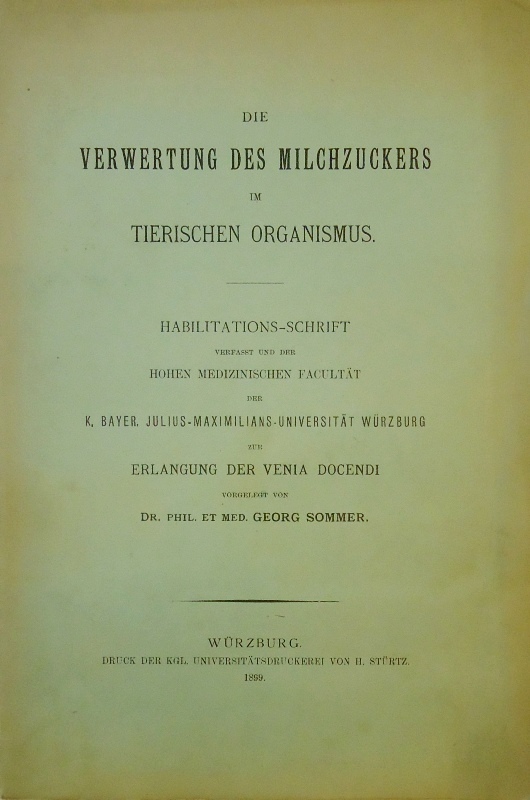 DIE
VERWERTUNG DES MILCHZUCKERS
IM
TIERISCHEN ORGANISMUS.
HABILITATIONS-SCHRIFT
VERFASST UND DER
HOHEN MEDIZINISCHEN FACULTÄT
DER
K. BAYER. JULIUS-MAXIMILIANS-UNIVERSITÄT WÜRZBURG
ZUR
ERLANGUNG DER VENIA DOCENDI
VORGELEGT VON
DR. PHIL. ET MED. GEORG SOMMER.
WÜRZBURG.
DRUCK DER KGL. UNIVERSITÄTSDRUCKEREI VON H. STÜRTZ.
1899.